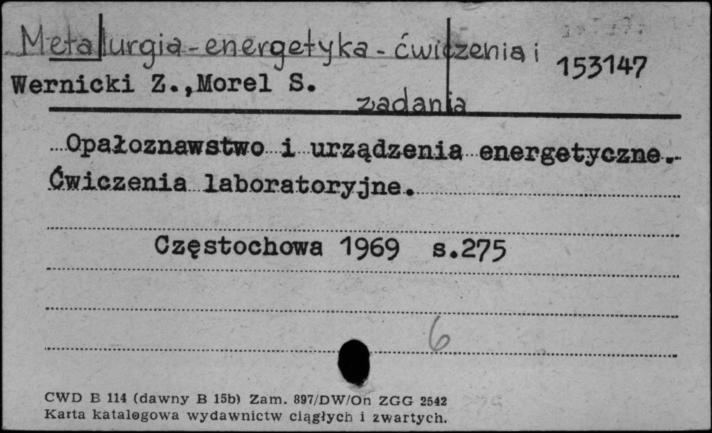 Metalurgia - energetyka - ćwiczenia i
153147
Wernicki Z.,Morel S.
zadania
Opałoznawstwo i urządzenia energetyczne.-
Ćwiczenia laboratoryjne.
Częstochowa 1969 s.275
6
CWD B 114 (dawny B 15b) Zam. 897/DW/On ZGG 2542
Karta katalogowa wydawnictw ciągłych i zwartych.